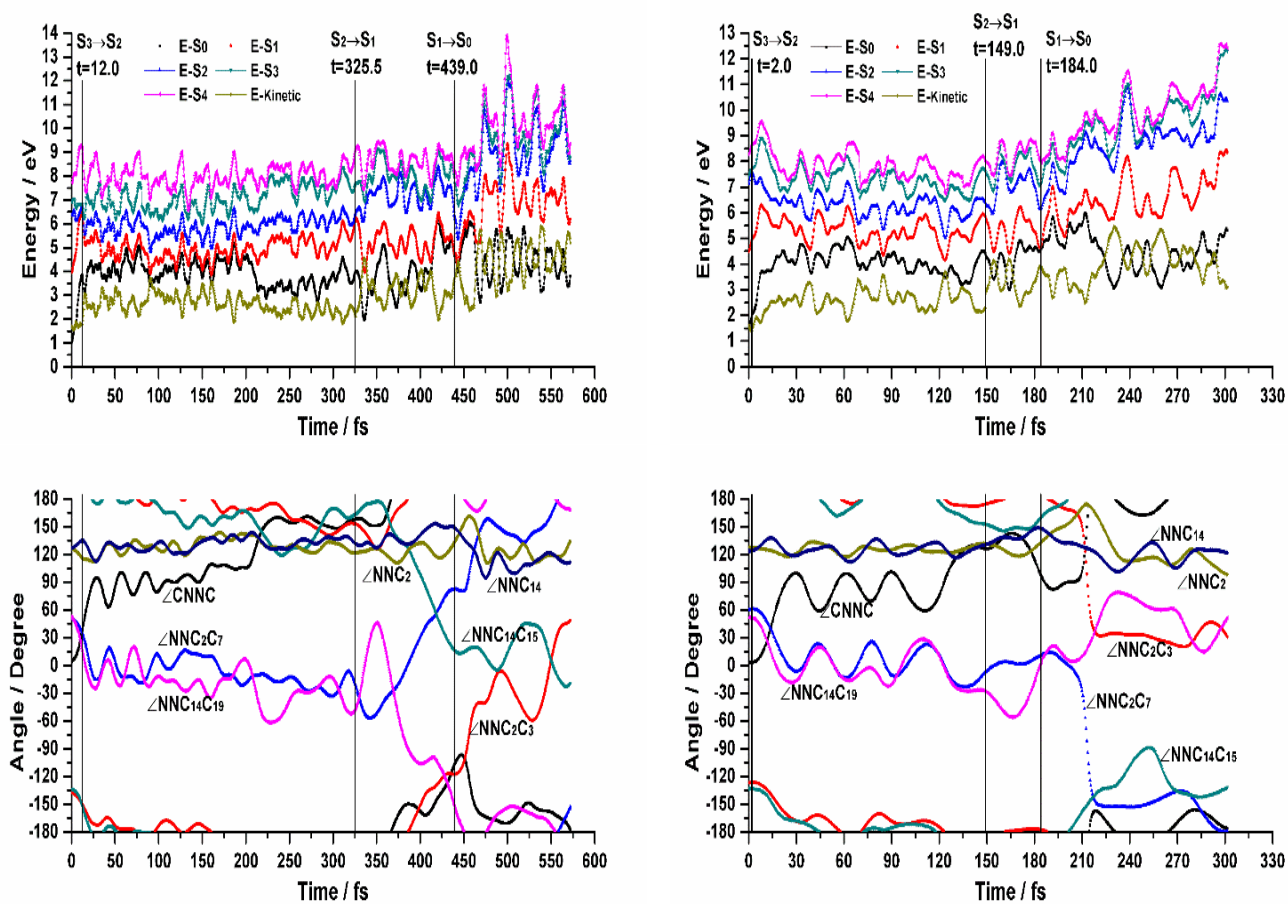 14
13
12
11
10
9
8
7
6
5
4
3
2
1
0
Energy / eV
S₃→S₂
t=12.0
S₂→S₁
t=325.5
S₁→S₀
t=439.0
E-S0 E-S1
E-S2 E-S3
E-S4 E-Kinetic
0 50 100 150 200 250 300 350 400 450 500 550 600
Time / fs
13
12
11
10
9
8
7
6
5
4
3
2
1
0
Energy / eV
S₃→S₂
t=2.0
S₂→S₁
t=149.0
S₁→S₀
t=184.0
E-S0 E-S1
E-S2 E-S3
E-S4 E-Kinetic
0 30 60 90 120 150 180 210 240 270 300 330
Time / fs
180
150
120
90
60
30
0
-30
-60
-90
-120
-150
-180
Angle / Degree
∠CNNC
∠NNC₂
∠NNC₁₄
∠NNC₂C₇
∠NNC₁₄C₁₅
∠NNC₁₄C₁₉
∠NNC₂C₃
0 50 100 150 200 250 300 350 400 450 500 550 600
Time / fs
180
150
120
90
60
30
0
-30
-60
-90
-120
-150
-180
Angle / Degree
∠NNC₁₄
∠NNC₂
∠CNNC
∠NNC₂C₃
∠NNC₁₄C₁₉
∠NNC₂C₇
∠NNC₁₄C₁₅
0 30 60 90 120 150 180 210 240 270 300 330
Time / fs